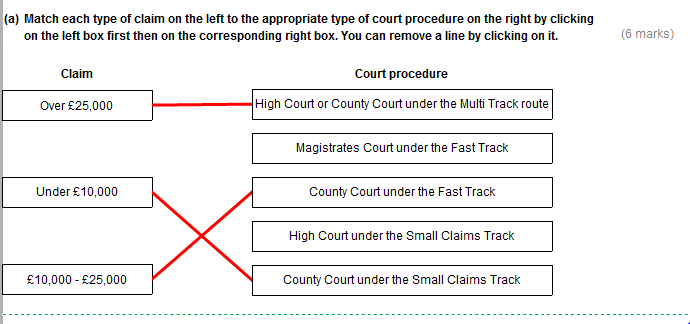 (a) Match each type of claim on the left to the appropriate type of court procedure on the right by clicking
on the left box first then on the corresponding right box. You can remove a line by clicking on it.
(6 marks)
Claim
Court procedure
Over £25,000
High Court or County Court under the Multi Track route
Magistrates Court under the Fast Track
Under £10,000
County Court under the Fast Track
High Court under the Small Claims Track
£10,000 - £25,000
County Court under the Small Claims Track